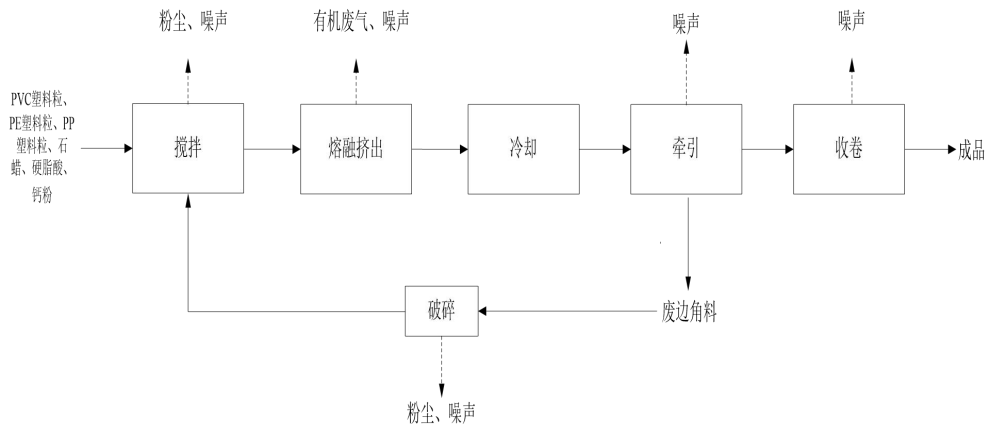 粉尘、噪声
有机废气、噪声
噪声
噪声
PVC塑料粒、
PE塑料粒、PP
塑料粒、石
蜡、硬脂酸、
钙粉
搅拌
熔融挤出
冷却
牵引
收卷
成品
破碎
废边角料
粉尘、噪声